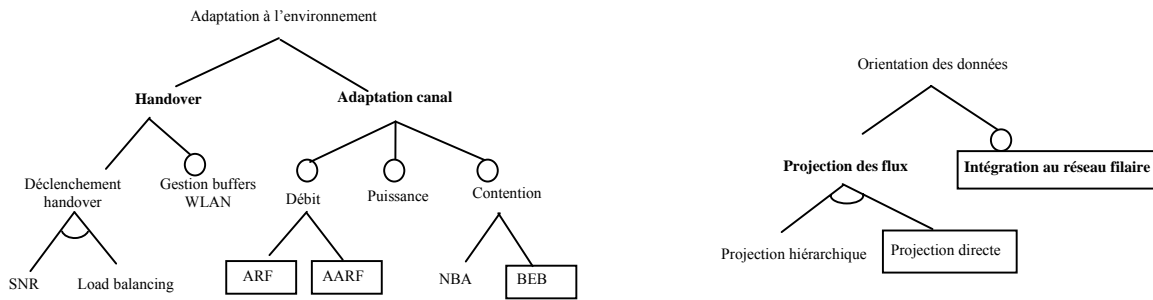 Adaptation à l'environnement
Handover
Adaptation canal
Déclenchement
handover
Gestion buffers
WLAN
Débit
Puissance
Contention
SNR
Load balancing
ARF
AARF
NBA
BEB
Orientation des données
Projection des flux
Intégration au réseau filaire
Projection hiérarchique
Projection directe